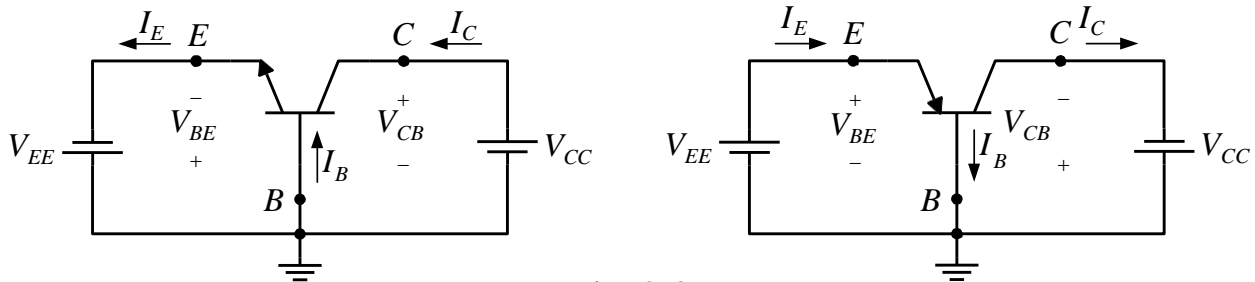 I_E E C I_C
V_EE − V_BE + + V_CB − V_CC
I_B
B
I_E E C I_C
V_EE + V_BE − − V_CB + V_CC
I_B
B